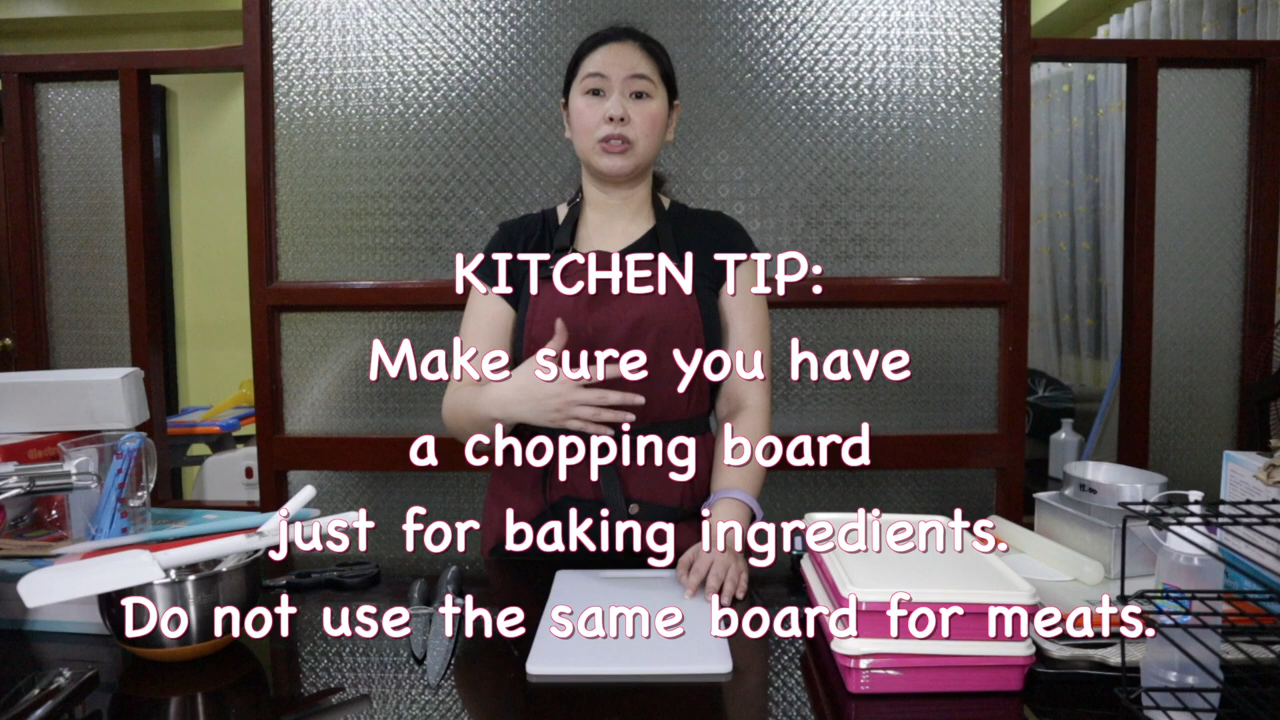 KITCHEN TIP:
Make sure you have
a chopping board
just for baking ingredients.
Do not use the same board for meats.